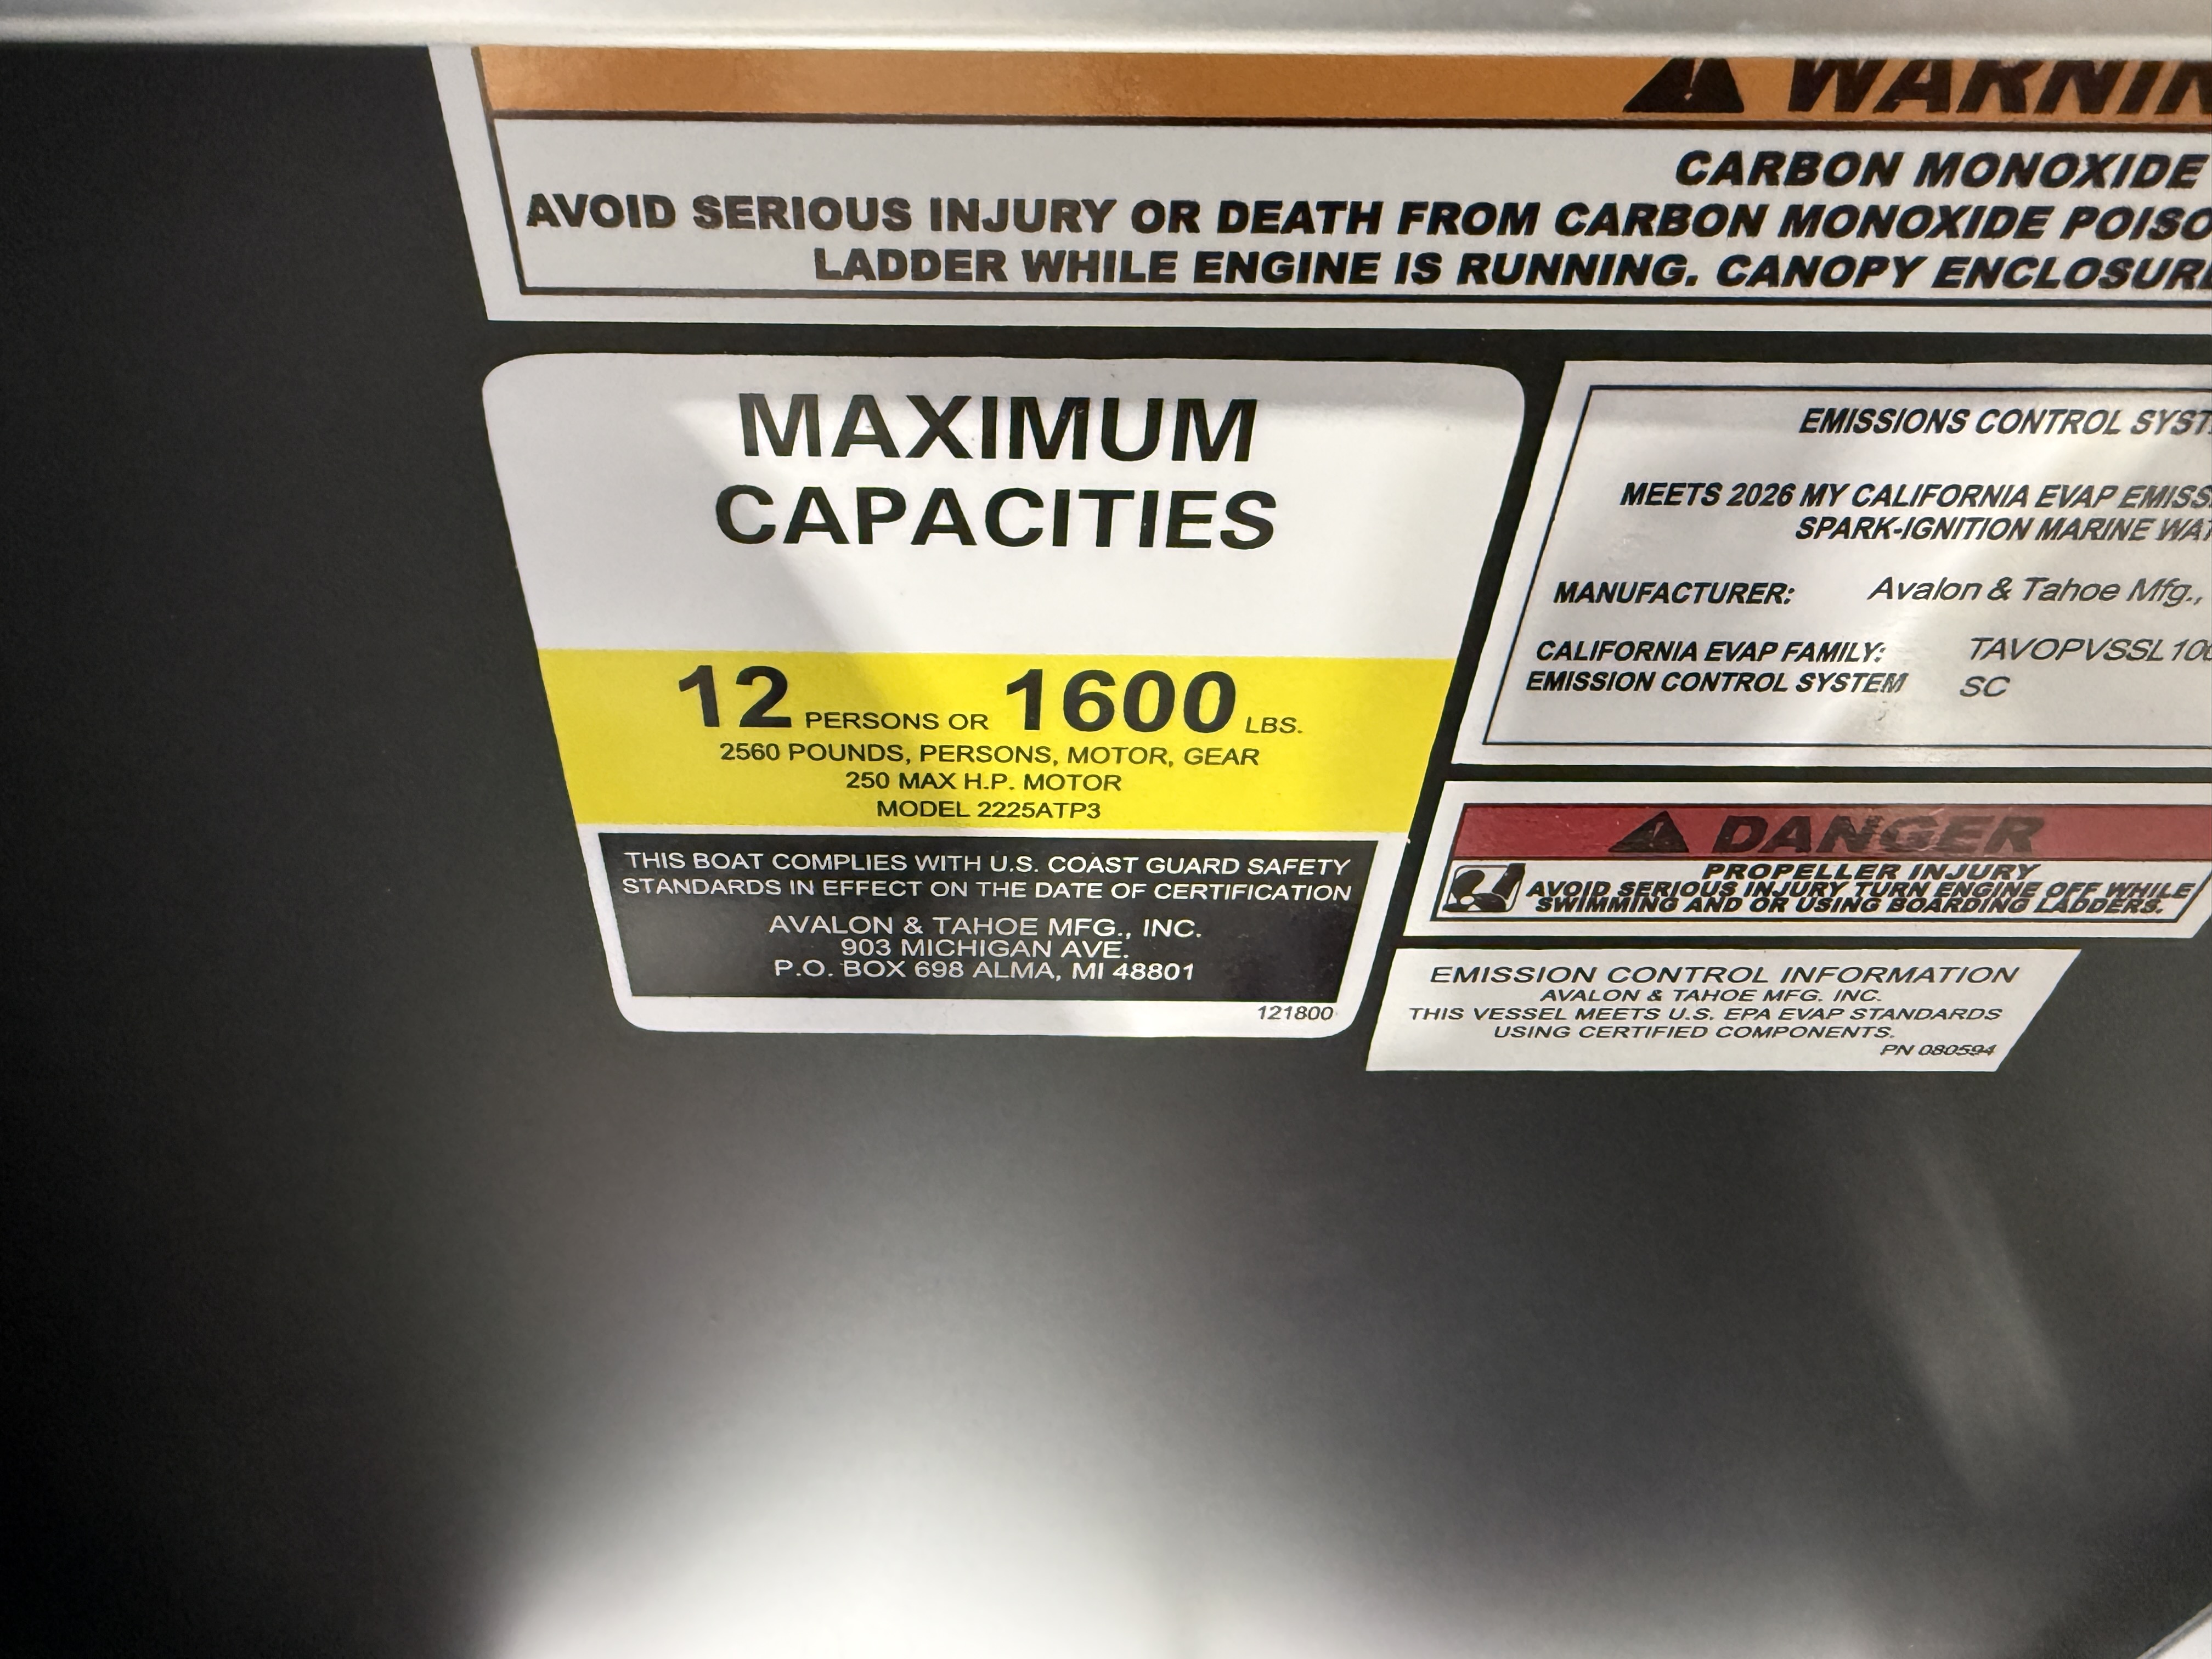 WARNIN
CARBON MONOXIDE
AVOID SERIOUS INJURY OR DEATH FROM CARBON MONOXIDE POISO
LADDER WHILE ENGINE IS RUNNING. CANOPY ENCLOSURE
MAXIMUM
CAPACITIES
12 PERSONS OR 1600 LBS.
2560 POUNDS, PERSONS, MOTOR, GEAR
250 MAX H.P. MOTOR
MODEL 2225ATP3
THIS BOAT COMPLIES WITH U.S. COAST GUARD SAFETY
STANDARDS IN EFFECT ON THE DATE OF CERTIFICATION
AVALON & TAHOE MFG., INC.
903 MICHIGAN AVE.
P.O. BOX 698 ALMA, MI 48801
121800
EMISSIONS CONTROL SYST
MEETS 2026 MY CALIFORNIA EVAP EMISS
SPARK-IGNITION MARINE WAT
MANUFACTURER: Avalon & Tahoe Mfg.,
CALIFORNIA EVAP FAMILY: TAVOPVSSL10
EMISSION CONTROL SYSTEM SC
DANGER
PROPELLER INJURY
AVOID SERIOUS INJURY TURN ENGINE OFF WHILE
SWIMMING AND OR USING BOARDING LADDERS.
EMISSION CONTROL INFORMATION
AVALON & TAHOE MFG. INC.
THIS VESSEL MEETS U.S. EPA EVAP STANDARDS
USING CERTIFIED COMPONENTS.
PN 080594